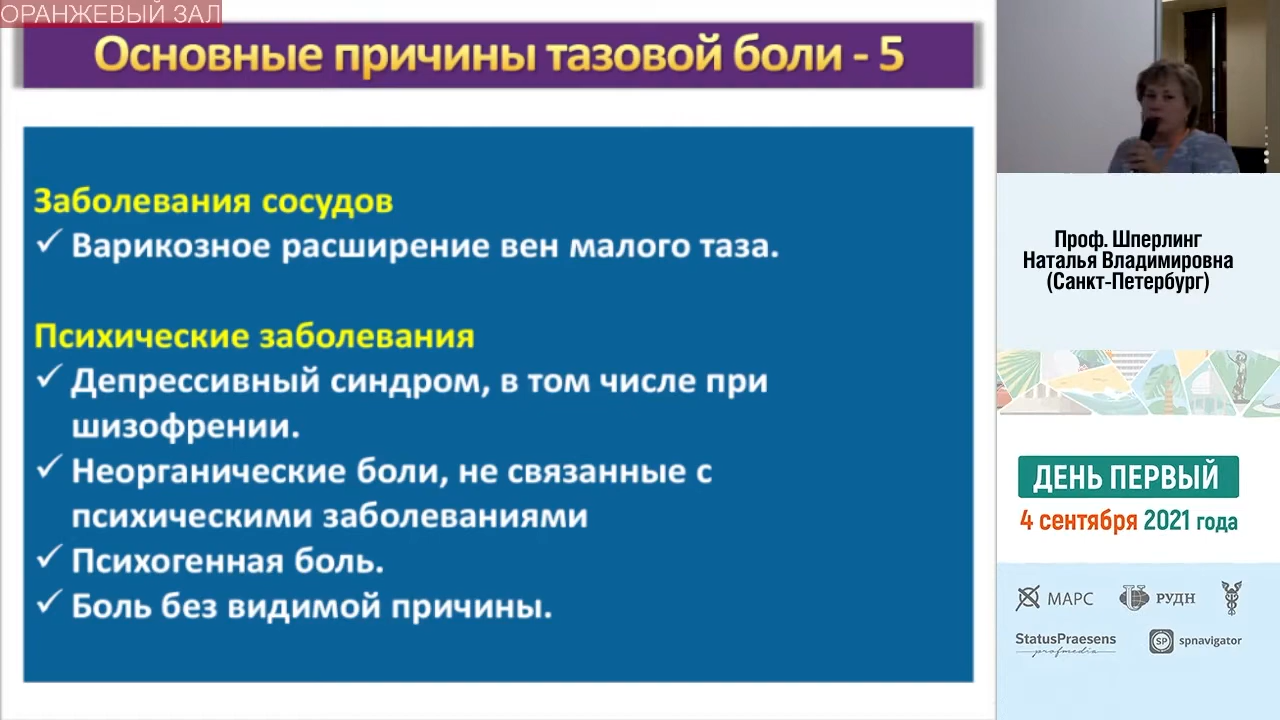 ОРАНЖЕВЫЙ ЗАЛ
Основные причины тазовой боли - 5
Заболевания сосудов
✓ Варикозное расширение вен малого таза.
Психические заболевания
✓ Депрессивный синдром, в том числе при
шизофрении.
✓ Неорганические боли, не связанные с
психическими заболеваниями
✓ Психогенная боль.
✓ Боль без видимой причины.
Проф. Шперлинг
Наталья Владимировна
(Санкт-Петербург)
ДЕНЬ ПЕРВЫЙ
4 сентября 2021 года
МАРС
РУДН
StatusPraesens
profmedia
SP spnavigator